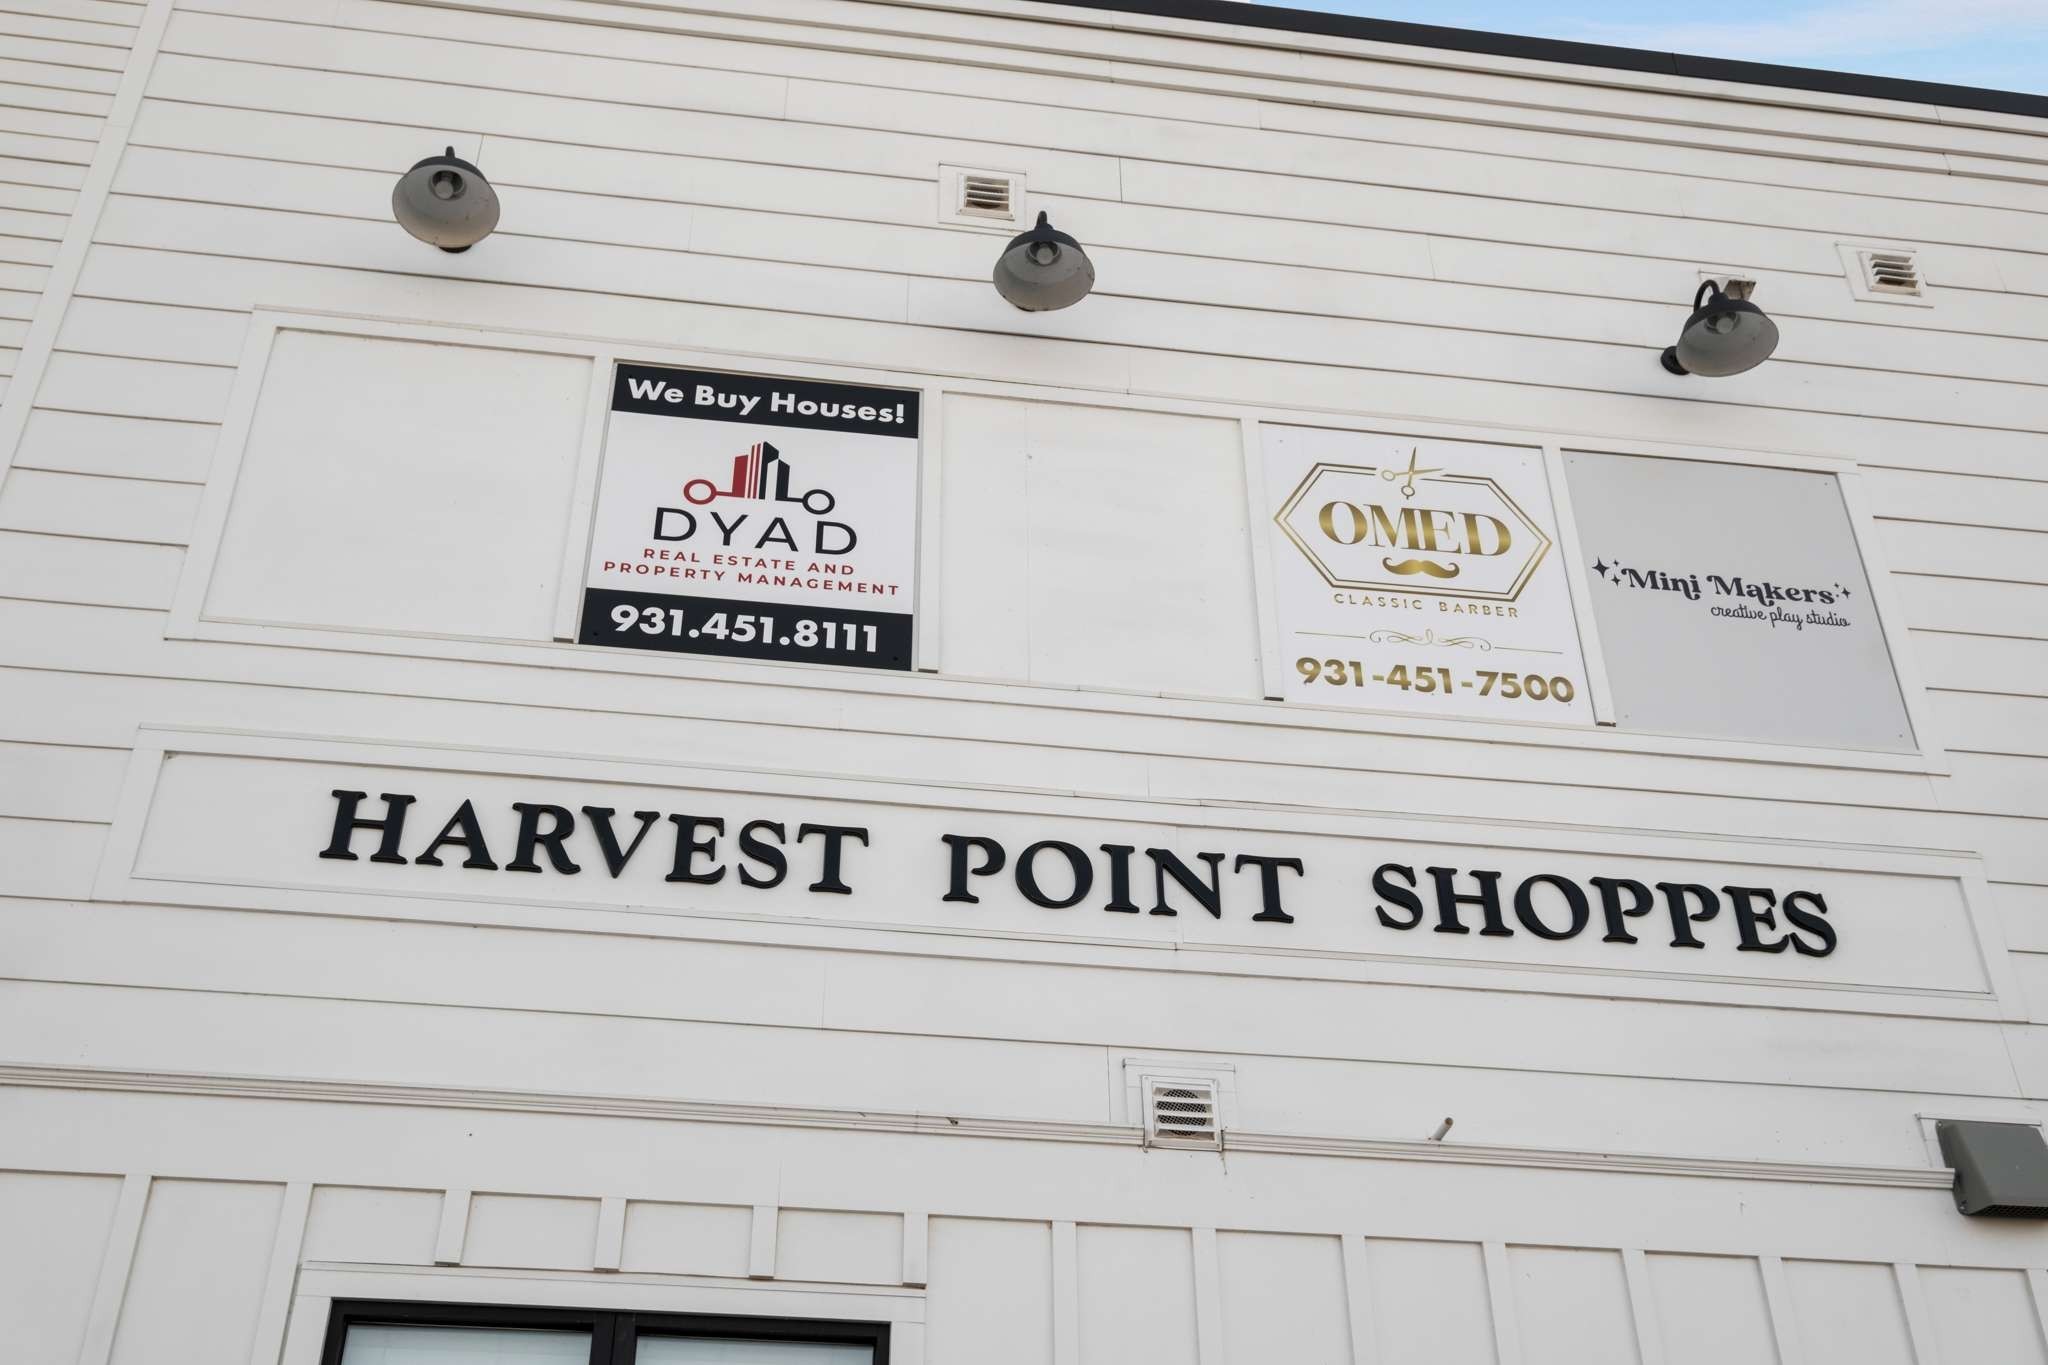 We Buy Houses!
DYAD
REAL ESTATE AND
PROPERTY MANAGEMENT
931.451.8111
OMED
CLASSIC BARBER
931-451-7500
Mini Makers
creative play studio
HARVEST POINT SHOPPES